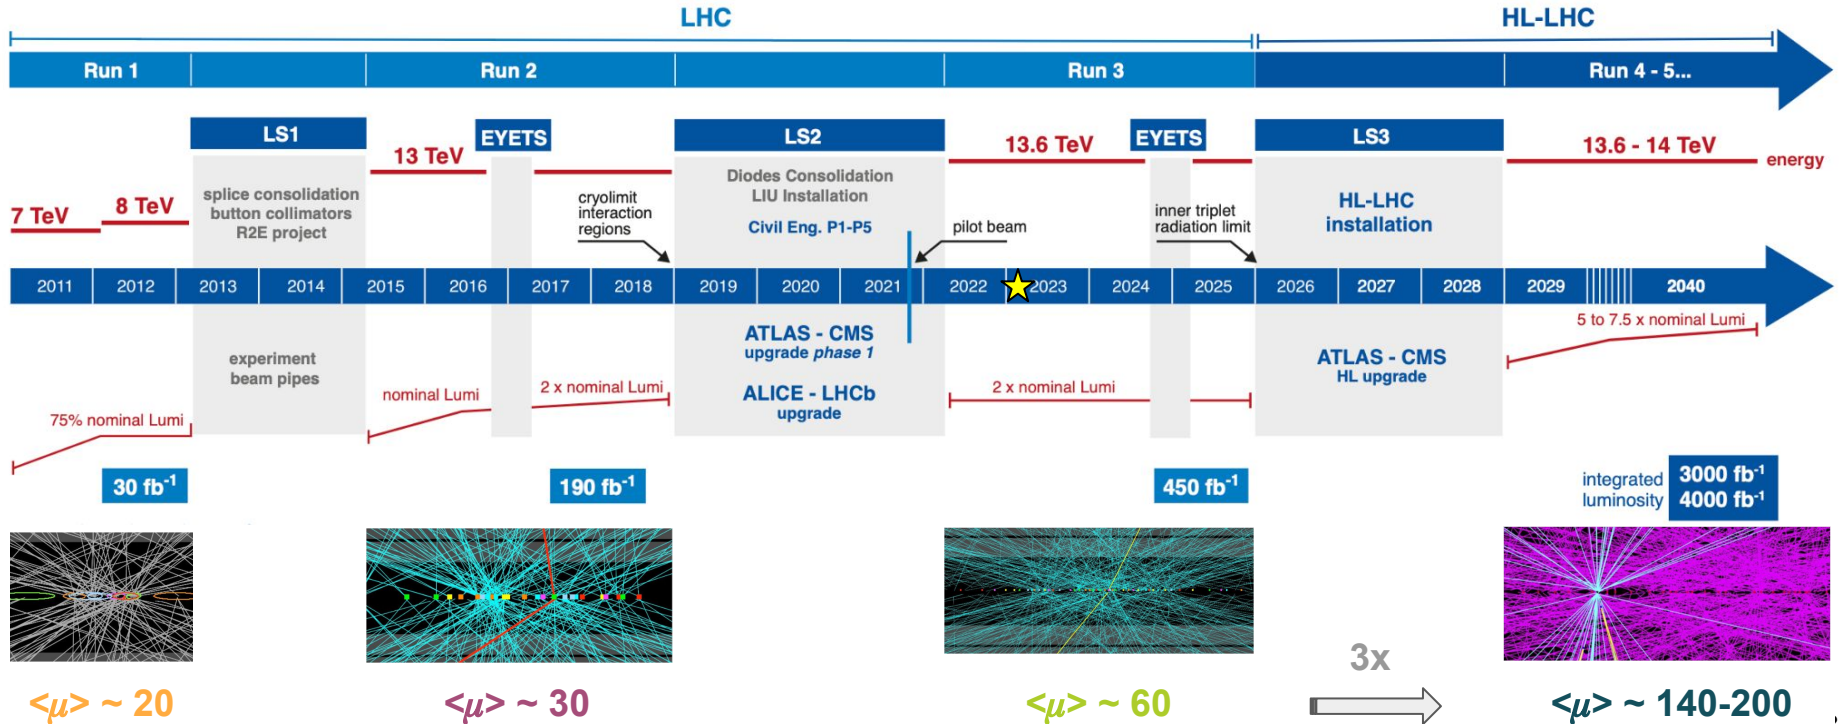 LHC
HL-LHC
Run 1
Run 2
Run 3
Run 4 - 5...
LS1
EYETS
LS2
EYETS
LS3
13 TeV
13.6 TeV
13.6 - 14 TeV
energy
7 TeV
8 TeV
splice consolidation
button collimators
R2E project
cryolimit
interaction
regions
Diodes Consolidation
LIU Installation
Civil Eng. P1-P5
pilot beam
inner triplet
radiation limit
HL-LHC
installation
2011
2012
2013
2014
2015
2016
2017
2018
2019
2020
2021
2022
2023
2024
2025
2026
2027
2028
2029
2040
experiment
beam pipes
ATLAS - CMS
upgrade phase 1
ALICE - LHCb
upgrade
ATLAS - CMS
HL upgrade
5 to 7.5 x nominal Lumi
75% nominal Lumi
nominal Lumi
2 x nominal Lumi
2 x nominal Lumi
30 fb-1
190 fb-1
450 fb-1
integrated
luminosity
3000 fb-1
4000 fb-1
3x
<μ> ~ 20
<μ> ~ 30
<μ> ~ 60
<μ> ~ 140-200